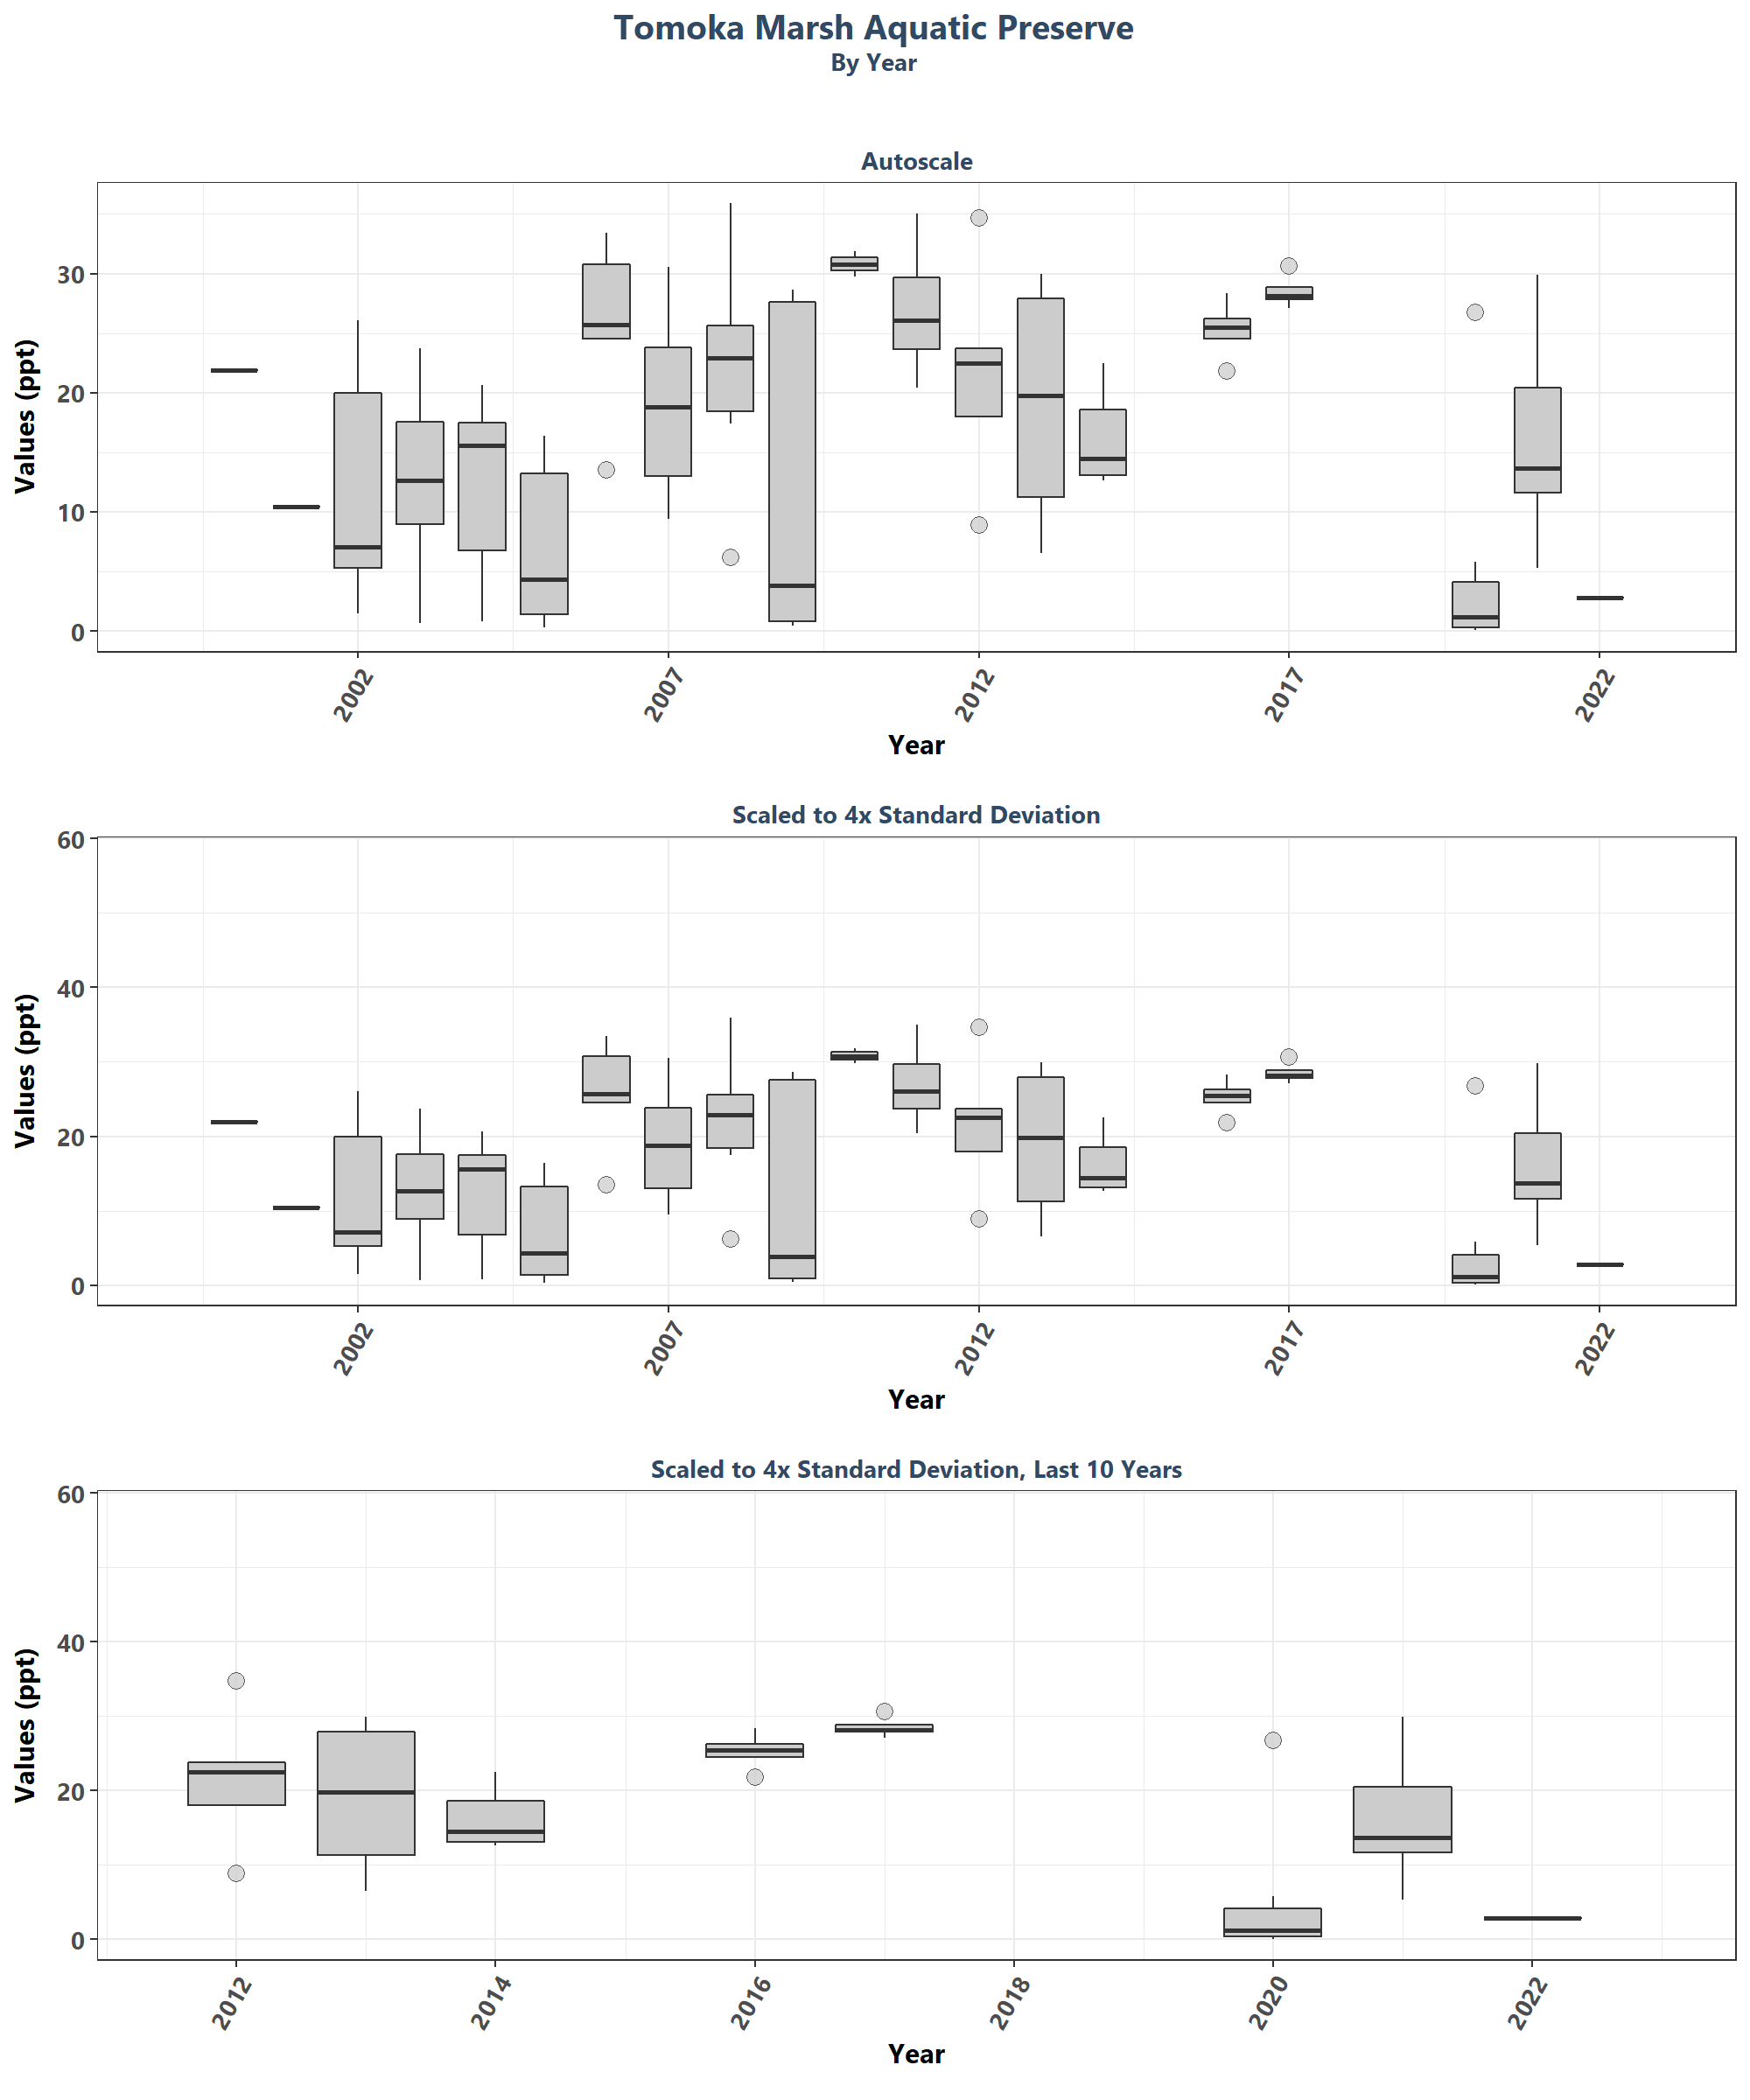 Tomoka Marsh Aquatic Preserve
By Year
Autoscale
Values (ppt)
30
20
10
0
2002
2007
2012
2017
2022
Year
Scaled to 4x Standard Deviation
Values (ppt)
60
40
20
0
2002
2007
2012
2017
2022
Year
Scaled to 4x Standard Deviation, Last 10 Years
Values (ppt)
60
40
20
0
2012
2014
2016
2018
2020
2022
Year